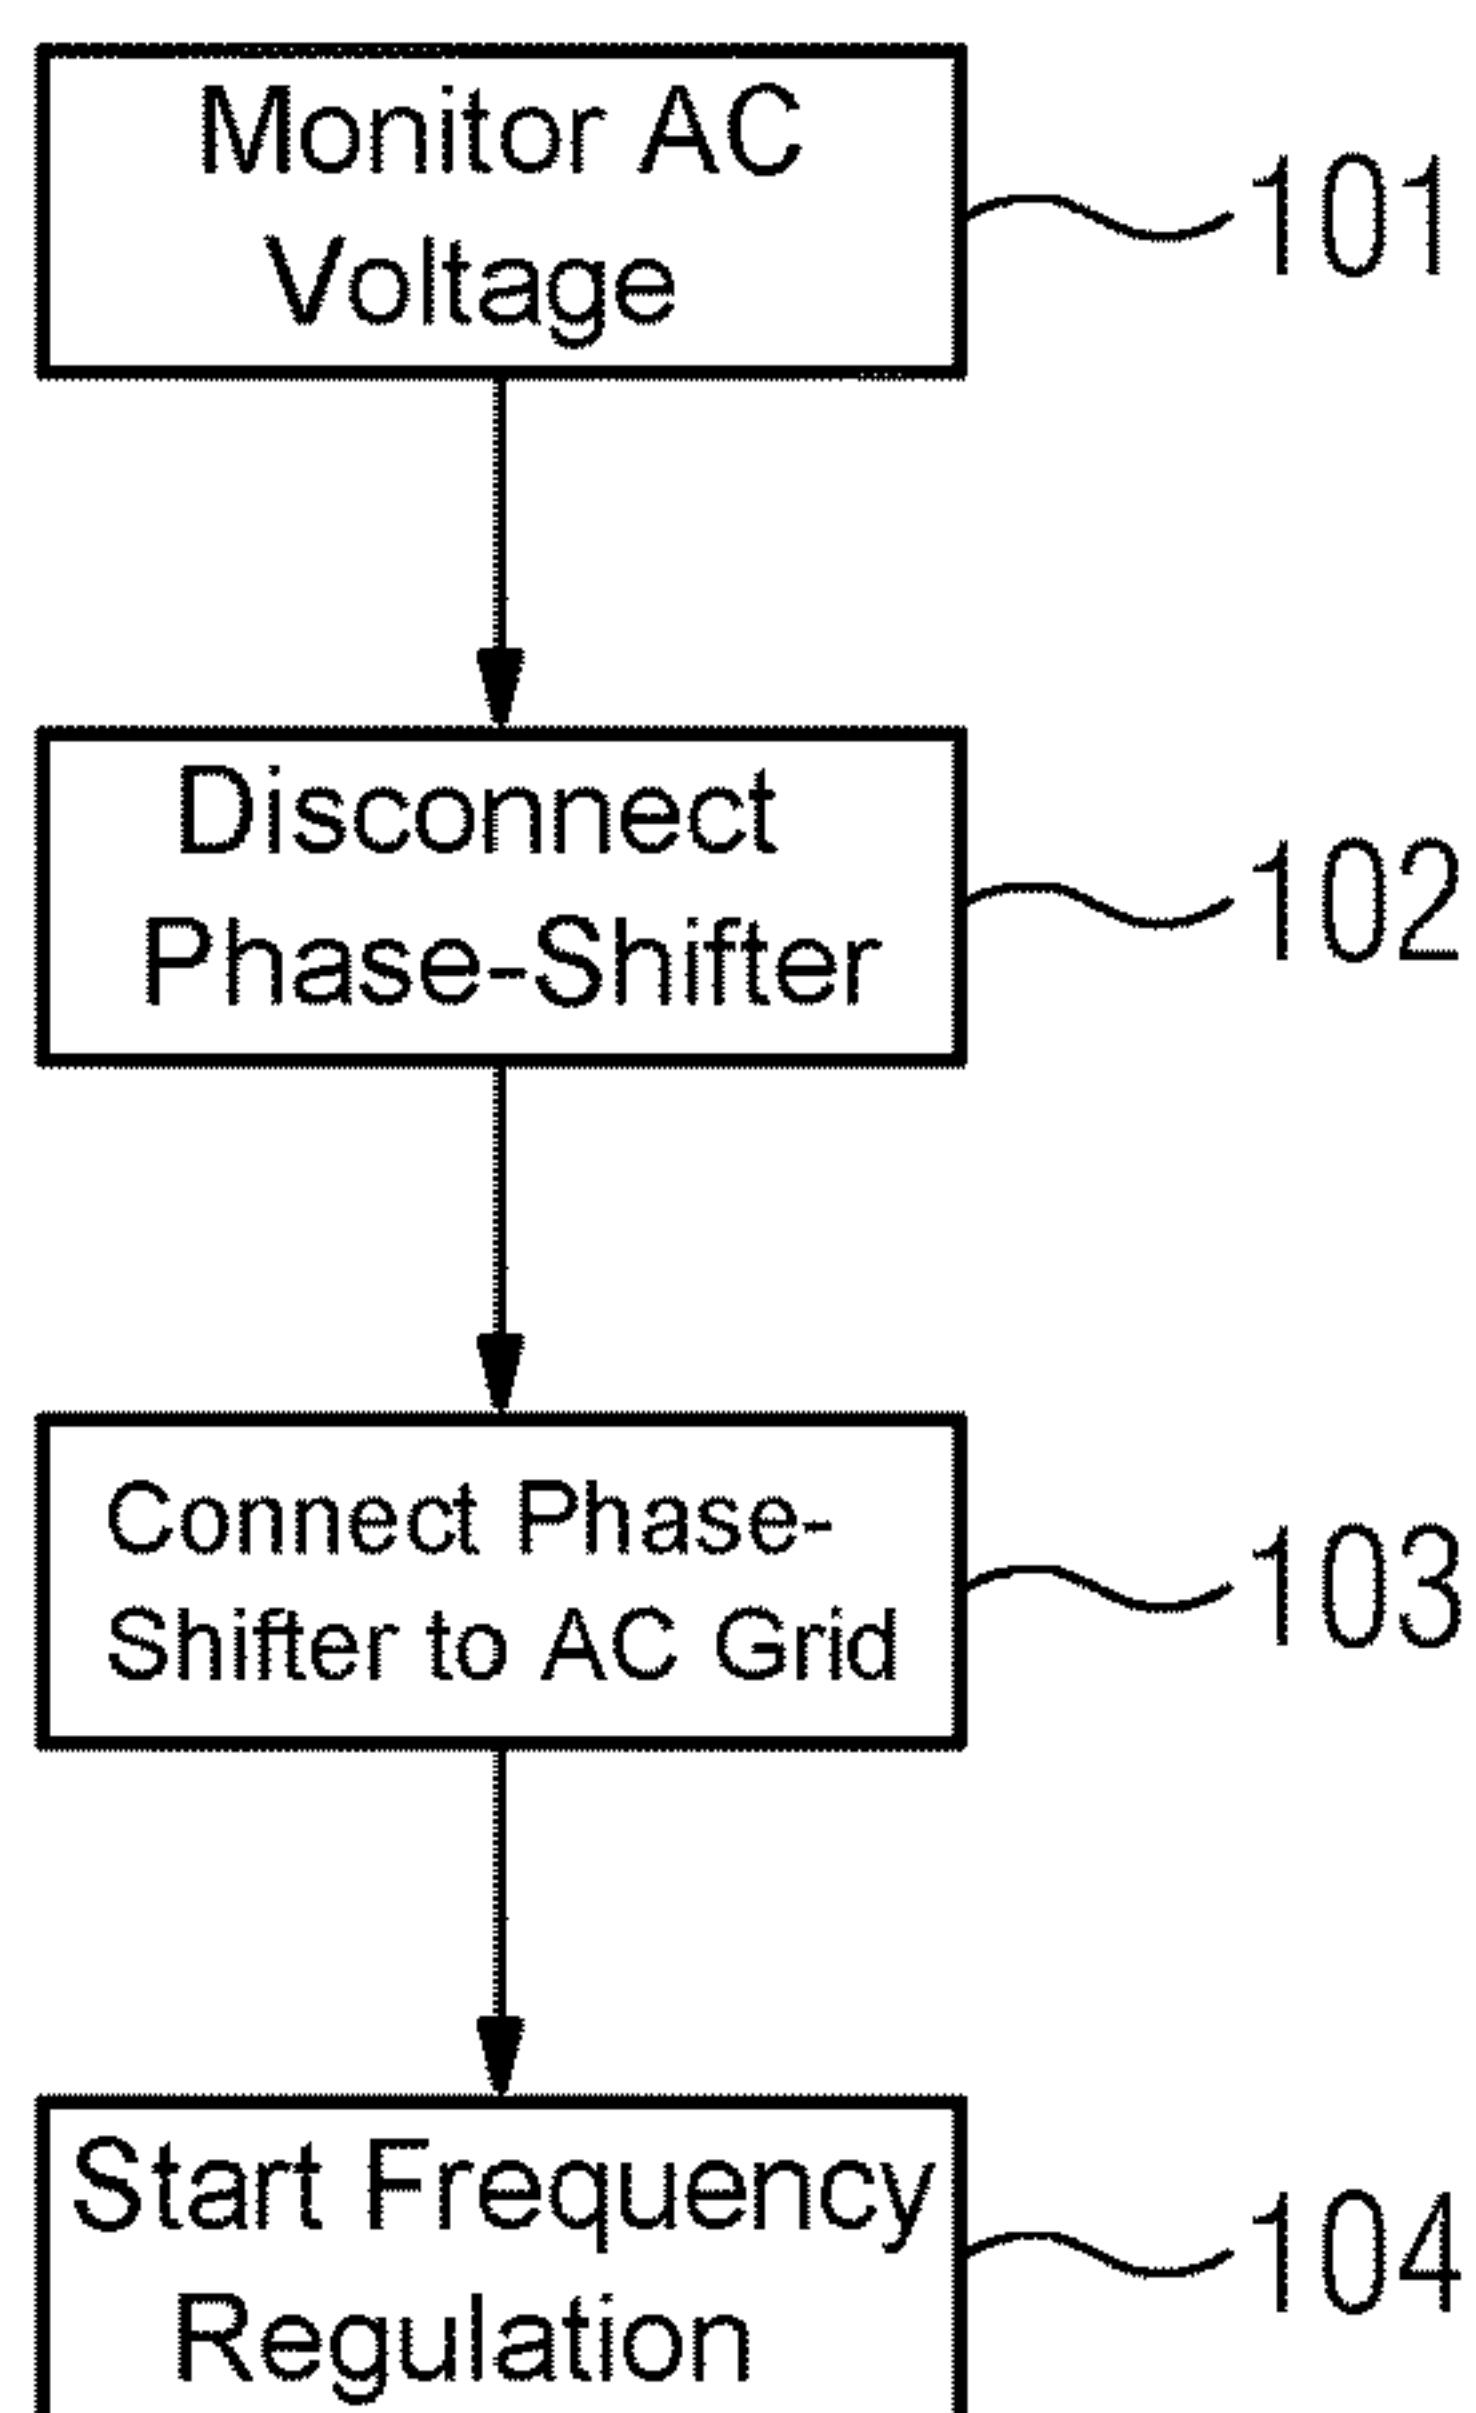 Monitor AC
Voltage
101
Disconnect
Phase-Shifter
102
Connect Phase-
Shifter to AC Grid
103
Start Frequency
Regulation
104